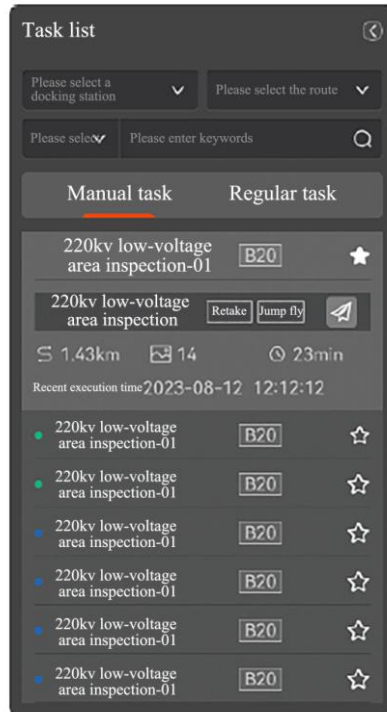 Task list
Please select a
docking station
Please select the route
Please select
Please enter keywords
Manual task
Regular task
220kv low-voltage
area inspection-01
B20
220kv low-voltage
area inspection
Retake
Jump fly
1.43km
14
23min
Recent execution time 2023-08-12 12:12:12
220kv low-voltage
area inspection-01
B20
220kv low-voltage
area inspection-01
B20
220kv low-voltage
area inspection-01
B20
220kv low-voltage
area inspection-01
B20
220kv low-voltage
area inspection-01
B20
220kv low-voltage
area inspection-01
B20